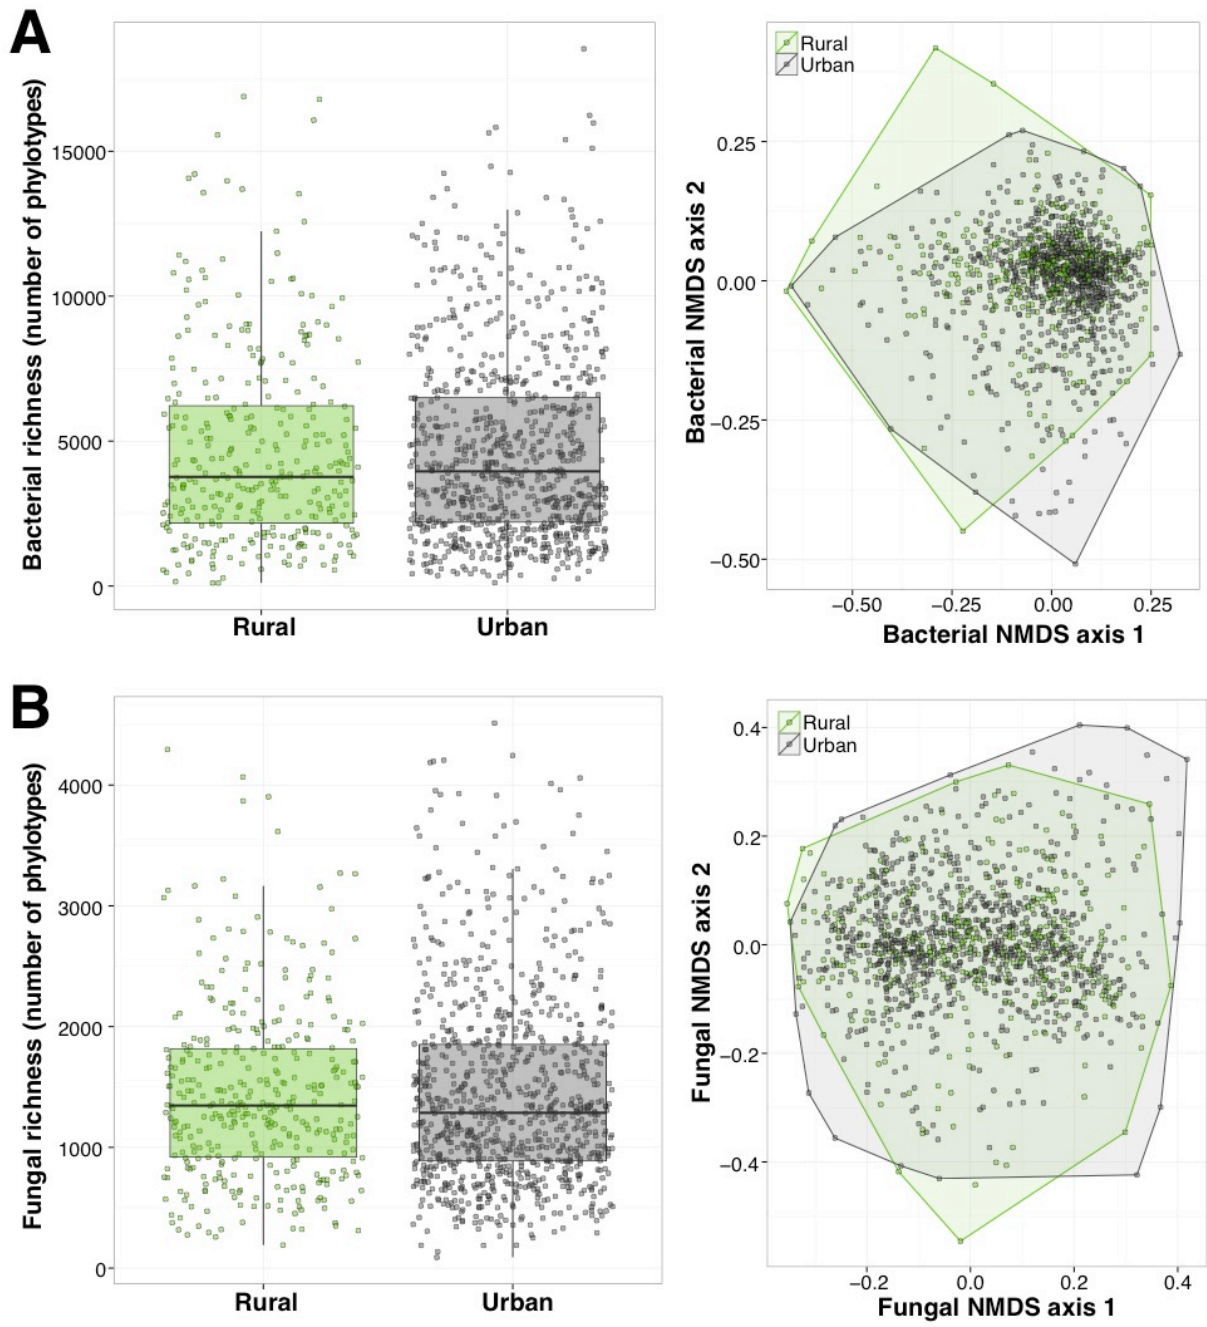 A
Bacterial richness (number of phylotypes)
15000
10000
5000
0
Rural
Urban
Rural
Urban
Bacterial NMDS axis 2
0.25
0.00
−0.25
−0.50
−0.50
−0.25
0.00
0.25
Bacterial NMDS axis 1
B
Fungal richness (number of phylotypes)
4000
3000
2000
1000
0
Rural
Urban
Rural
Urban
Fungal NMDS axis 2
0.4
0.2
0.0
−0.2
−0.4
−0.2
0.0
0.2
0.4
Fungal NMDS axis 1